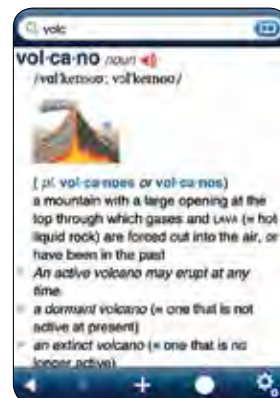 volc
vol·ca·no noun
/vɒlˈkeɪnəʊ; vɔlˈkeɪnoʊ/
[ pl. vol·ca·noes or vol·ca·nos)
a mountain with a large opening at the
top through which gases and LAVA (= hot
liquid rock) are forced out into the air, or
have been in the past
An active volcano may erupt at any
time.
a dormant volcano (= one that is not
active at present)
an extinct volcano (= one that is no
longer active)